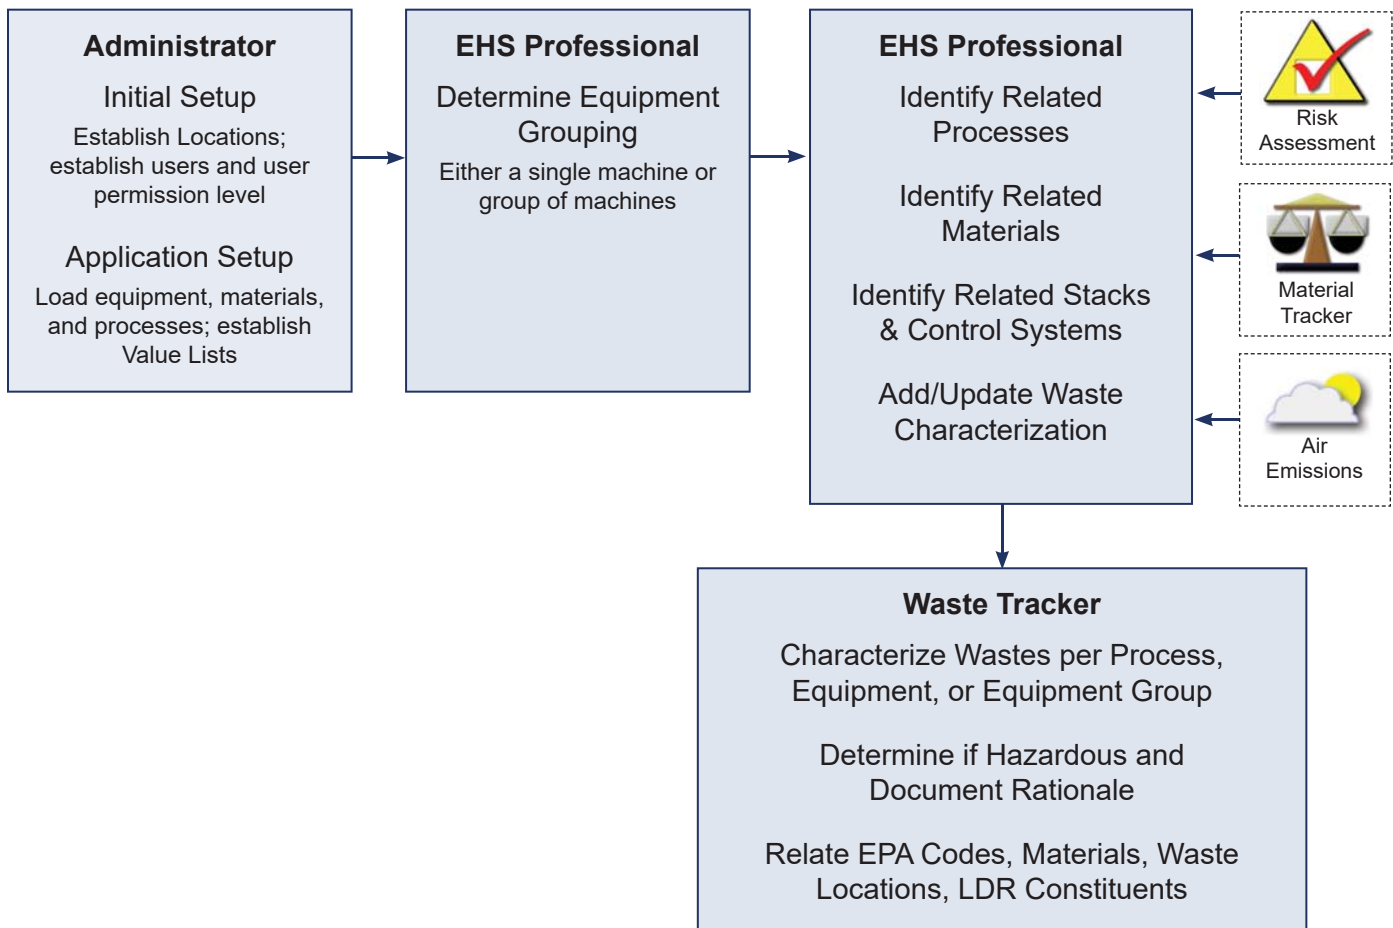 Administrator
Initial Setup
Establish Locations;
establish users and user
permission level
Application Setup
Load equipment, materials,
and processes; establish
Value Lists
EHS Professional
Determine Equipment
Grouping
Either a single machine or
group of machines
EHS Professional
Identify Related
Processes
Identify Related
Materials
Identify Related Stacks
& Control Systems
Add/Update Waste
Characterization
Risk
Assessment
Material
Tracker
Air
Emissions
Waste Tracker
Characterize Wastes per Process,
Equipment, or Equipment Group
Determine if Hazardous and
Document Rationale
Relate EPA Codes, Materials, Waste
Locations, LDR Constituents